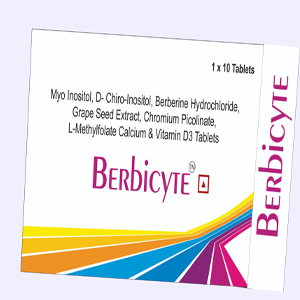 1 x 10 Tablets
Myo Inositol, D- Chiro-Inositol, Berberine Hydrochloride,
Grape Seed Extract, Chromium Picolinate,
L-Methylfolate Calcium & Vitamin D3 Tablets
BERBICYTE™
BERBICYTE